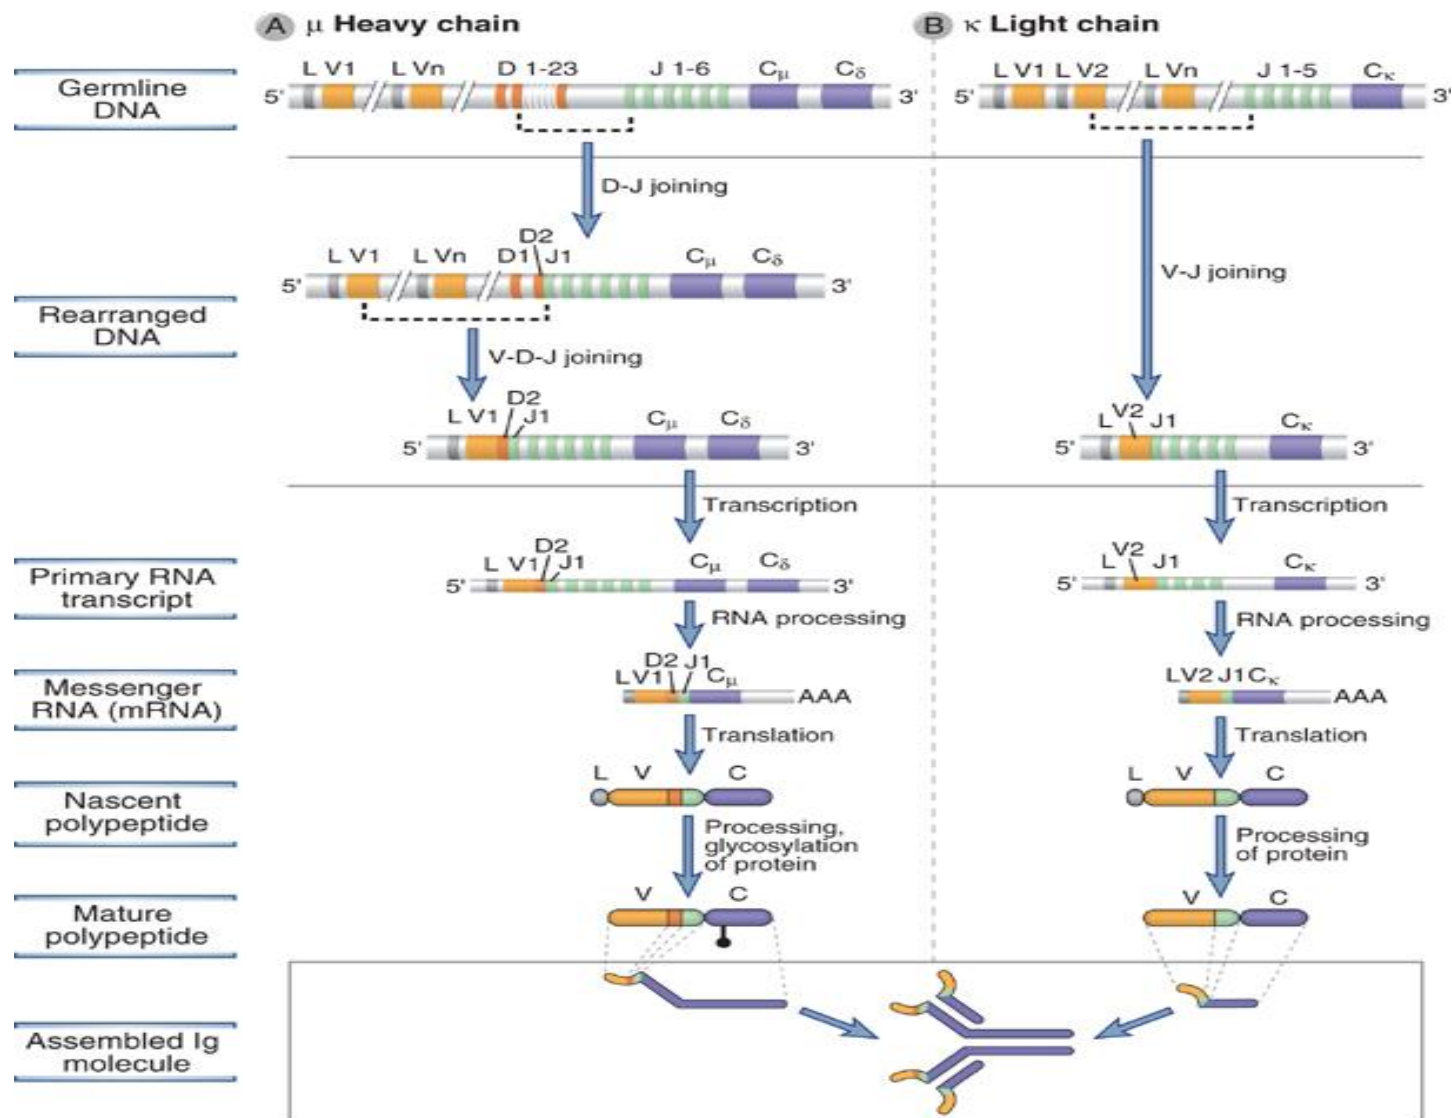 A μ Heavy chain
B κ Light chain
Germline
DNA
L V1 L Vn D 1-23 J 1-6 Cμ Cδ
5' 3'
L V1 L V2 L Vn J 1-5 Cκ
5' 3'
D-J joining
Rearranged
DNA
D2
L V1 L Vn D1 J1 Cμ Cδ
5' 3'
V-D-J joining
V-J joining
D2
L V1 J1 Cμ Cδ
5' 3'
V2
L J1 Cκ
5' 3'
Transcription
Transcription
Primary RNA
transcript
D2
L V1 J1 Cμ Cδ
5' 3'
V2
L J1 Cκ
5' 3'
RNA processing
RNA processing
Messenger
RNA (mRNA)
D2 J1
LV1 Cμ
AAA
LV2 J1Cκ
AAA
Translation
Translation
Nascent
polypeptide
L V C
L V C
Processing,
glycosylation
of protein
Processing
of protein
Mature
polypeptide
V C
V C
Assembled Ig
molecule